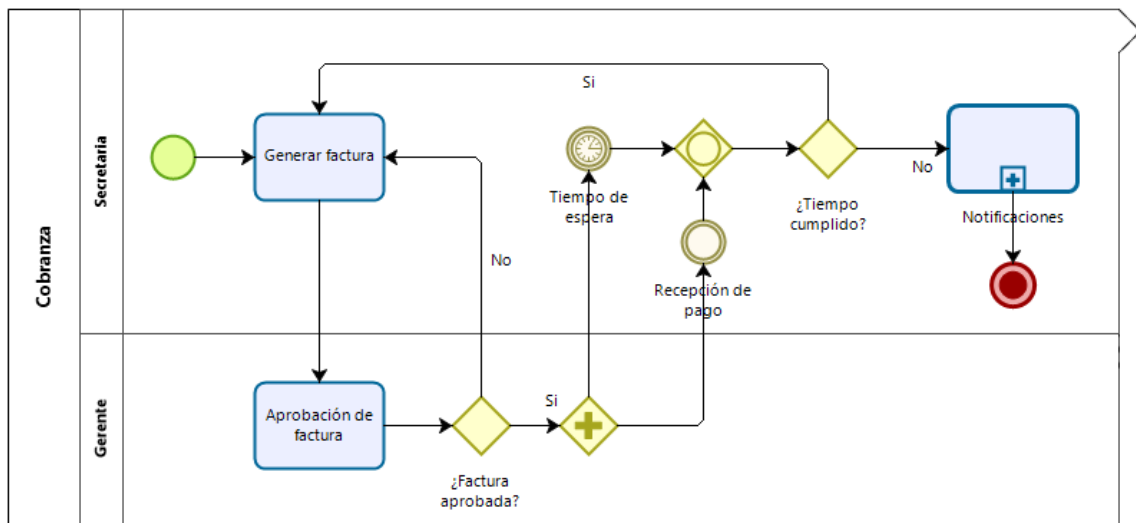 Cobranza
Secretaria
Generar factura
Si
Tiempo de
espera
Recepción de
pago
¿Tiempo
cumplido?
No
Notificaciones
No
Gerente
Aprobación de
factura
¿Factura
aprobada?
Si